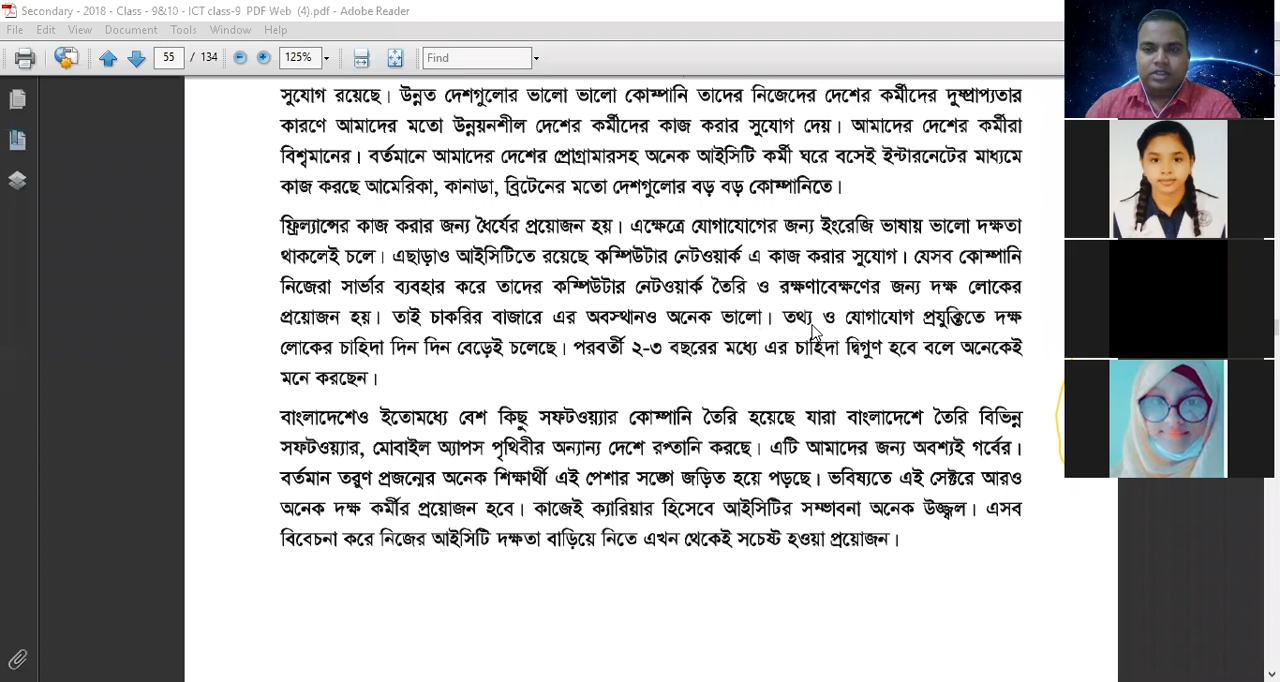 Secondary - 2018 - Class - 9&10 - ICT class-9 PDF Web (4).pdf - Adobe Reader
File Edit View Document Tools Window Help
55 / 134 125% Find
সুযোগ রয়েছে। উন্নত দেশগুলোর ভালো ভালো কোম্পানি তাদের নিজেদের দেশের কর্মীদের দুষ্প্রাপ্যতার
কারণে আমাদের মতো উন্নয়নশীল দেশের কর্মীদের কাজ করার সুযোগ দেয়। আমাদের দেশের কর্মীরা
বিশ্বমানের। বর্তমানে আমাদের দেশের প্রোগ্রামারসহ অনেক আইসিটি কর্মী ঘরে বসেই ইন্টারনেটের মাধ্যমে
কাজ করছে আমেরিকা, কানাডা, ব্রিটেনের মতো দেশগুলোর বড় বড় কোম্পানিতে।
ফ্রিল্যান্সের কাজ করার জন্য ধৈর্যের প্রয়োজন হয়। এক্ষেত্রে যোগাযোগের জন্য ইংরেজি ভাষায় ভালো দক্ষতা
থাকলেই চলে। এছাড়াও আইসিটিতে রয়েছে কম্পিউটার নেটওয়ার্ক এ কাজ করার সুযোগ। যেসব কোম্পানি
নিজেরা সার্ভার ব্যবহার করে তাদের কম্পিউটার নেটওয়ার্ক তৈরি ও রক্ষণাবেক্ষণের জন্য দক্ষ লোকের
প্রয়োজন হয়। তাই চাকরির বাজারে এর অবস্থানও অনেক ভালো। তথ্য ও যোগাযোগ প্রযুক্তিতে দক্ষ
লোকের চাহিদা দিন দিন বেড়েই চলেছে। পরবর্তী ২-৩ বছরের মধ্যে এর চাহিদা দ্বিগুণ হবে বলে অনেকেই
মনে করছেন।
বাংলাদেশেও ইতোমধ্যে বেশ কিছু সফটওয়্যার কোম্পানি তৈরি হয়েছে যারা বাংলাদেশে তৈরি বিভিন্ন
সফটওয়্যার, মোবাইল অ্যাপস পৃথিবীর অন্যান্য দেশে রপ্তানি করছে। এটি আমাদের জন্য অবশ্যই গর্বের।
বর্তমান তরুণ প্রজন্মের অনেক শিক্ষার্থী এই পেশার সঙ্গে জড়িত হয়ে পড়ছে। ভবিষ্যতে এই সেক্টরে আরও
অনেক দক্ষ কর্মীর প্রয়োজন হবে। কাজেই ক্যারিয়ার হিসেবে আইসিটির সম্ভাবনা অনেক উজ্জ্বল। এসব
বিবেচনা করে নিজের আইসিটি দক্ষতা বাড়িয়ে নিতে এখন থেকেই সচেষ্ট হওয়া প্রয়োজন।